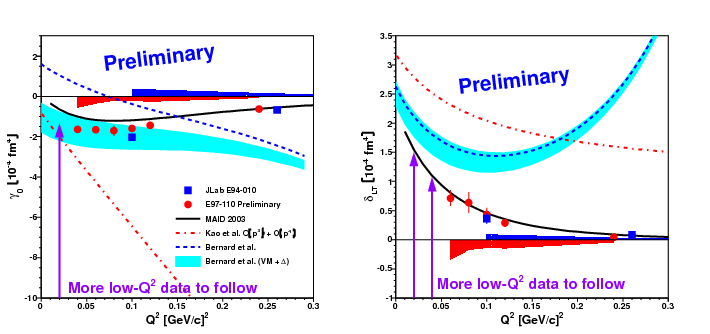 Preliminary
γ0 [10-4 fm4]
2
0
-2
-4
-6
-8
-10
JLab E94-010
E97-110 Preliminary
MAID 2003
Kao et al. O(p3)+O(p4)
Bernard et al.
Bernard et al. (VM + Δ)
More low-Q2 data to follow
0
0.05
0.1
0.15
0.2
0.25
0.3
Q2 [GeV/c]2
Preliminary
δLT [10-4 fm4]
3.5
3
2.5
2
1.5
1
0.5
0
-0.5
-1
More low-Q2 data to follow
0
0.05
0.1
0.15
0.2
0.25
0.3
Q2 [GeV/c]2